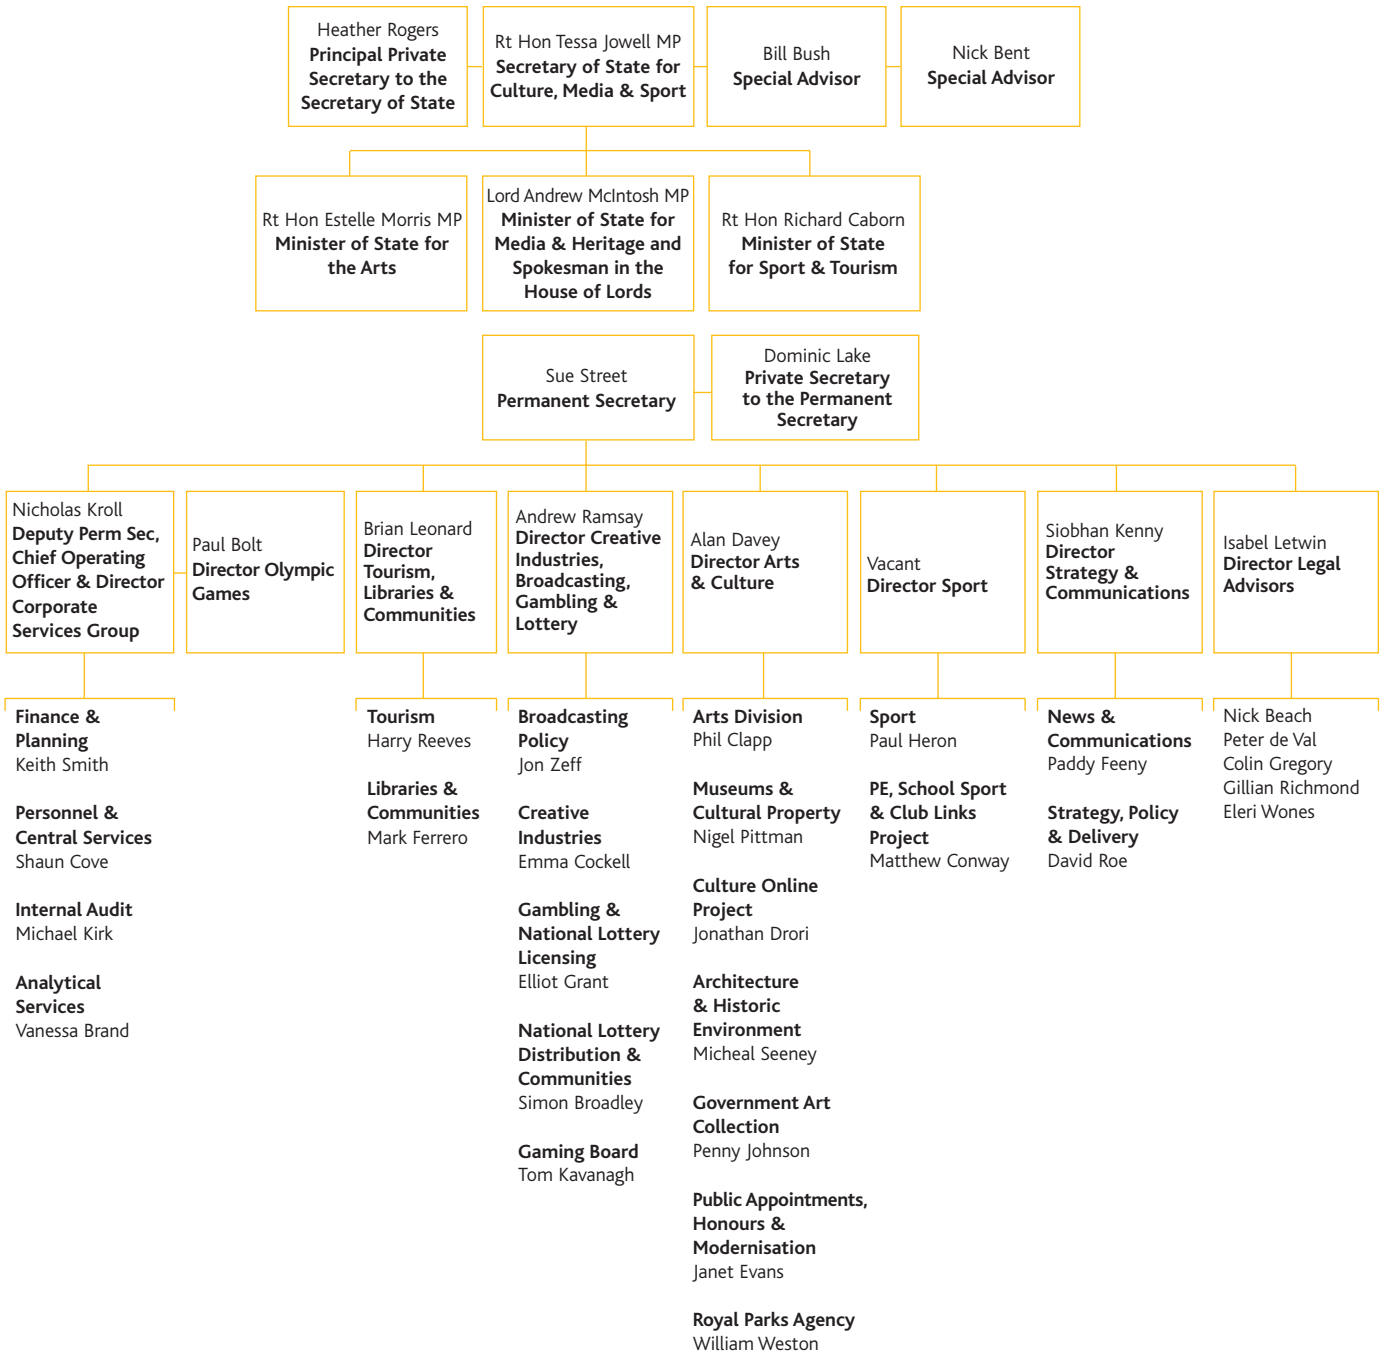 Heather Rogers
Principal Private
Secretary to the
Secretary of State
Rt Hon Tessa Jowell MP
Secretary of State for
Culture, Media & Sport
Bill Bush
Special Advisor
Nick Bent
Special Advisor
Rt Hon Estelle Morris MP
Minister of State for
the Arts
Lord Andrew McIntosh MP
Minister of State for
Media & Heritage and
Spokesman in the
House of Lords
Rt Hon Richard Caborn
Minister of State
for Sport & Tourism
Sue Street
Permanent Secretary
Dominic Lake
Private Secretary
to the Permanent
Secretary
Nicholas Kroll
Deputy Perm Sec,
Chief Operating
Officer & Director
Corporate
Services Group
Paul Bolt
Director Olympic
Games
Brian Leonard
Director
Tourism,
Libraries &
Communities
Andrew Ramsay
Director Creative
Industries,
Broadcasting,
Gambling &
Lottery
Alan Davey
Director Arts
& Culture
Vacant
Director Sport
Siobhan Kenny
Director
Strategy &
Communications
Isabel Letwin
Director Legal
Advisors
Finance &
Planning
Keith Smith
Personnel &
Central Services
Shaun Cove
Internal Audit
Michael Kirk
Analytical
Services
Vanessa Brand
Tourism
Harry Reeves
Libraries &
Communities
Mark Ferrero
Broadcasting
Policy
Jon Zeff
Creative
Industries
Emma Cockell
Gambling &
National Lottery
Licensing
Elliot Grant
National Lottery
Distribution &
Communities
Simon Broadley
Gaming Board
Tom Kavanagh
Arts Division
Phil Clapp
Museums &
Cultural Property
Nigel Pittman
Culture Online
Project
Jonathan Drori
Architecture
& Historic
Environment
Micheal Seeney
Government Art
Collection
Penny Johnson
Public Appointments,
Honours &
Modernisation
Janet Evans
Royal Parks Agency
William Weston
Sport
Paul Heron
PE, School Sport
& Club Links
Project
Matthew Conway
News &
Communications
Paddy Feeny
Strategy, Policy
& Delivery
David Roe
Nick Beach
Peter de Val
Colin Gregory
Gillian Richmond
Eleri Wones